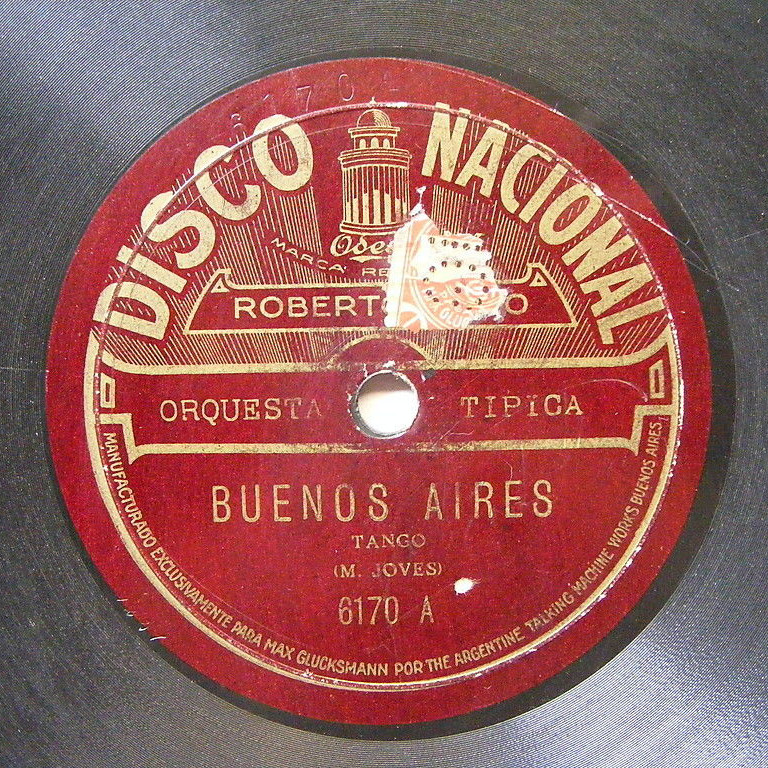 DISCO NACIONAL
MARCA
ROBERTO
ORQUESTA TIPICA
BUENOS AIRES
TANGO
(M. JOVES)
6170 A
MANUFACTURADO EXCLUSIVAMENTE PARA MAX GLUCKSMANN POR THE ARGENTINE TALKING MACHINE WORKS BUENOS AIRES